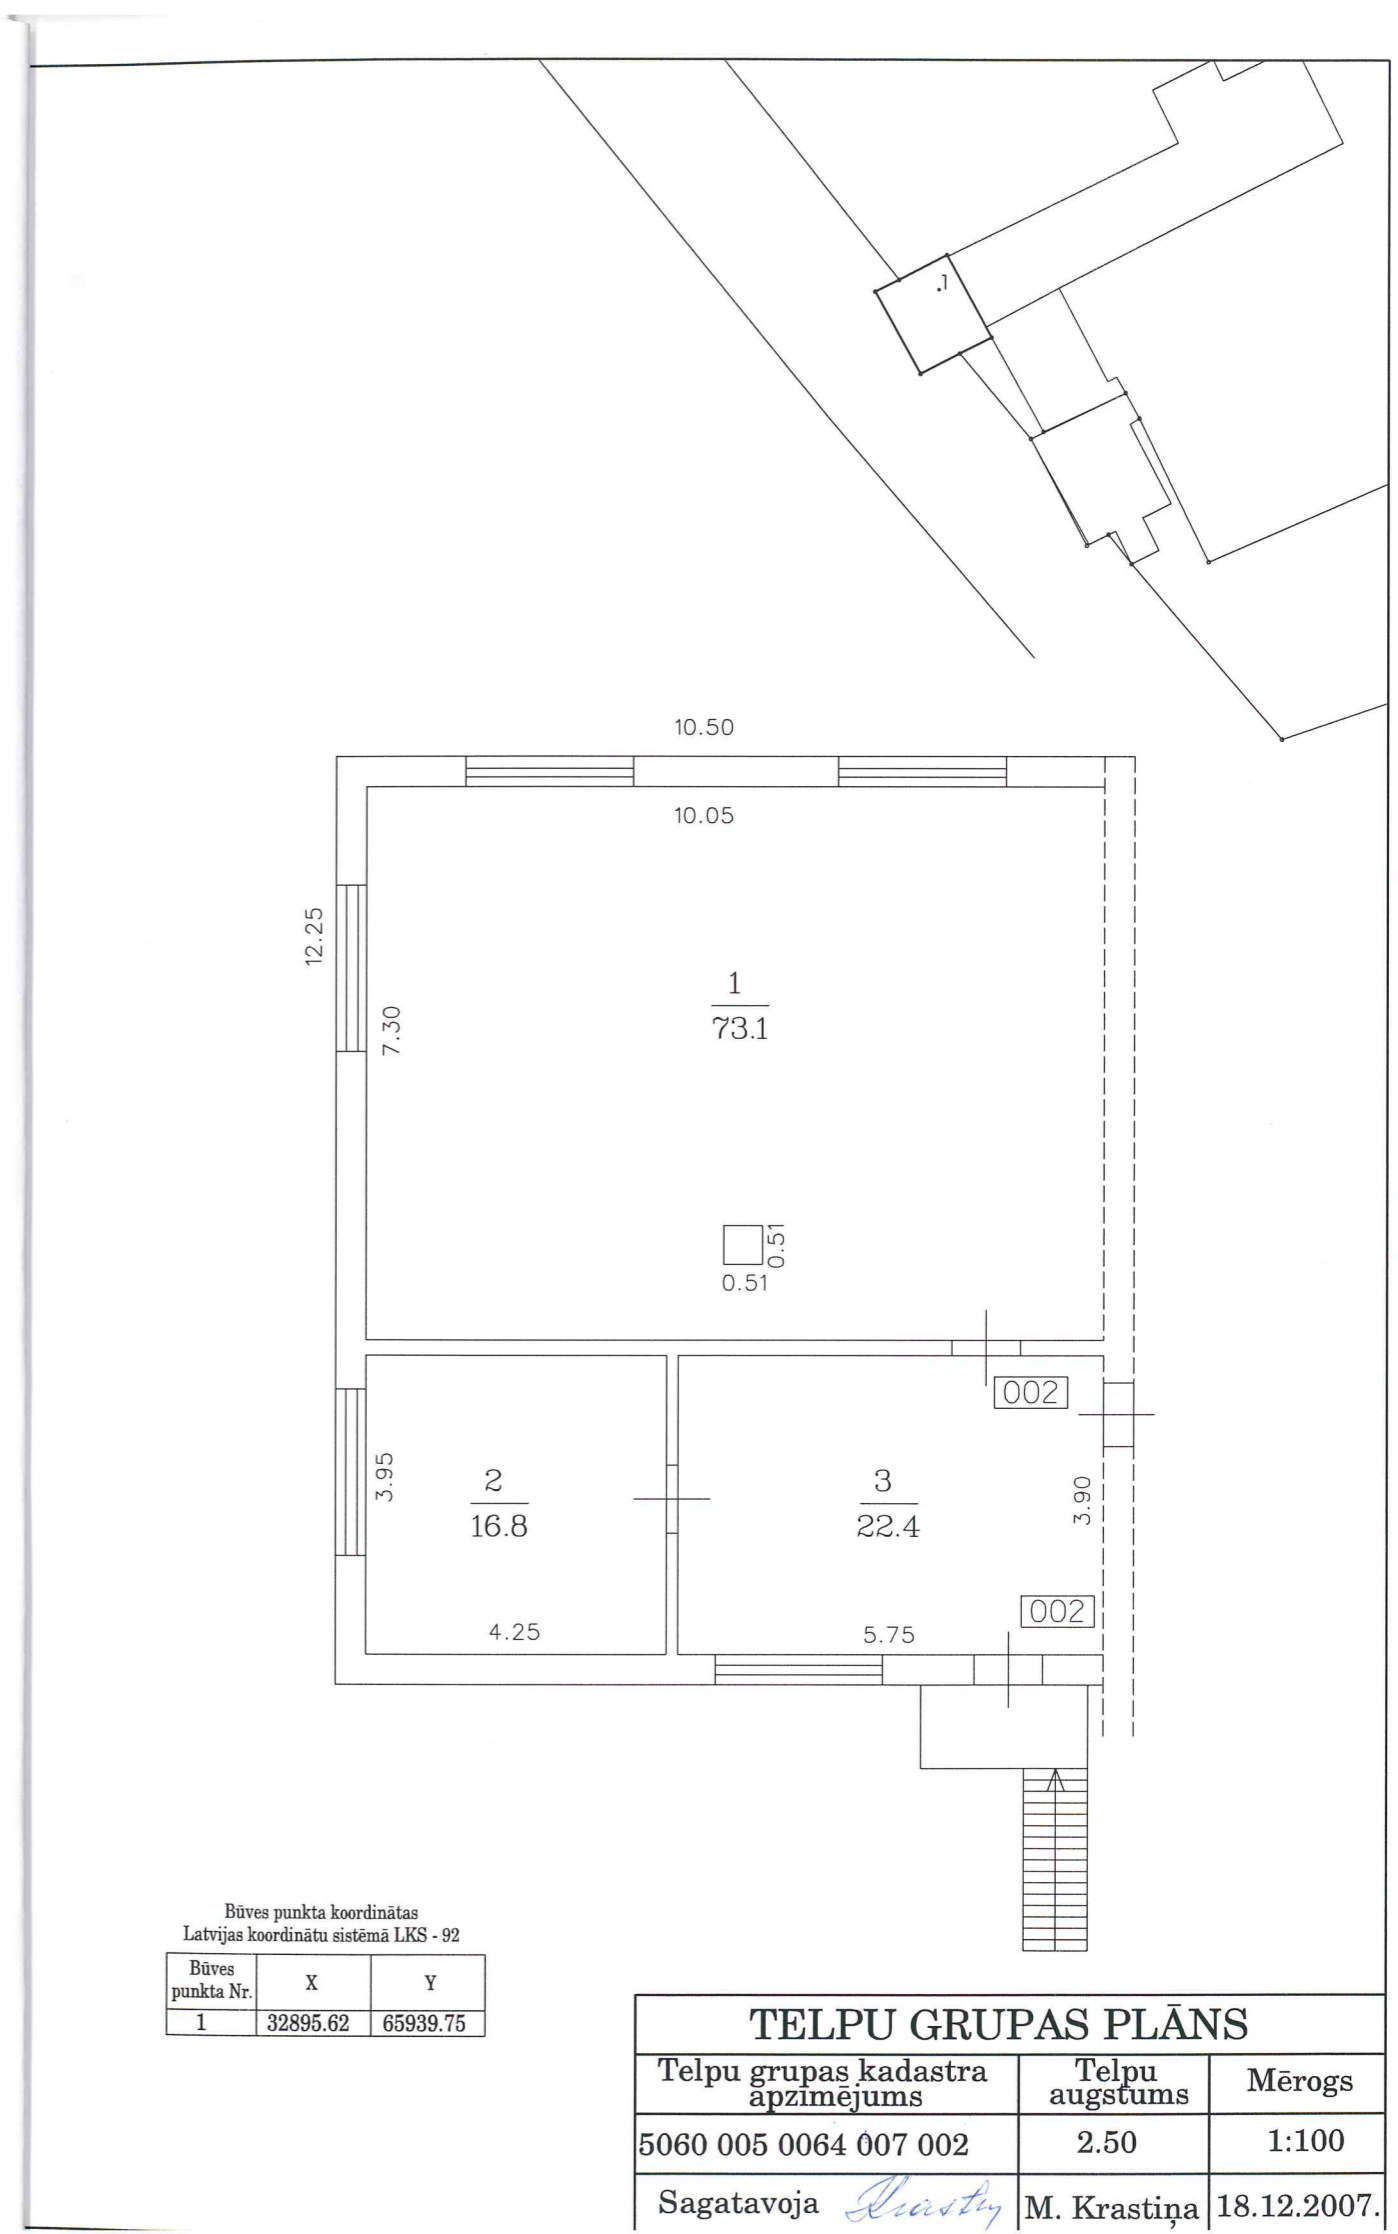 1
10.50
10.05
12.25
7.30
1
73.1
0.51
0.51
002
3.95
2
16.8
3
22.4
3.90
4.25
5.75
002
Būves punkta koordinātas
Latvijas koordinātu sistēmā LKS - 92
Būves punkta Nr. X Y
1 32895.62 65939.75
TELPU GRUPAS PLĀNS
Telpu grupas kadastra apzīmējums Telpu augstums Mērogs
5060 005 0064 007 002 2.50 1:100
Sagatavoja Krastiņ M. Krastiņa 18.12.2007.